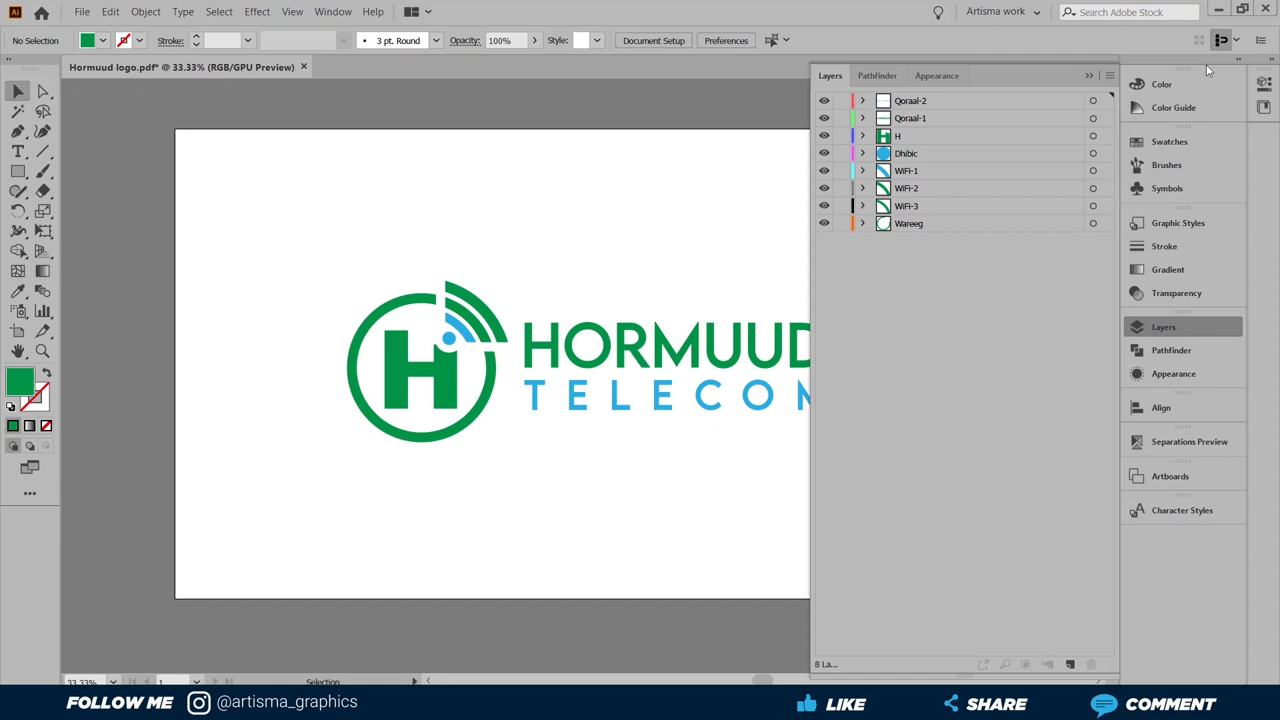 Ai File Edit Object Type Select Effect View Window Help Artisma work Search Adobe Stock
No Selection Stroke: 3 pt. Round Opacity: 100% Style: Document Setup Preferences
Hormuud logo.pdf* @ 33.33% (RGB/GPU Preview)
Layers Pathfinder Appearance
Qoraal-2
Qoraal-1
H
Dhibic
WiFi-1
WiFi-2
WiFi-3
Wareeg
8 La...
Color
Color Guide
Swatches
Brushes
Symbols
Graphic Styles
Stroke
Gradient
Transparency
Layers
Pathfinder
Appearance
Align
Separations Preview
Artboards
Character Styles
H HORMUUD
TELECOM
33.33% 1 Selection
FOLLOW ME @artisma_graphics LIKE SHARE COMMENT